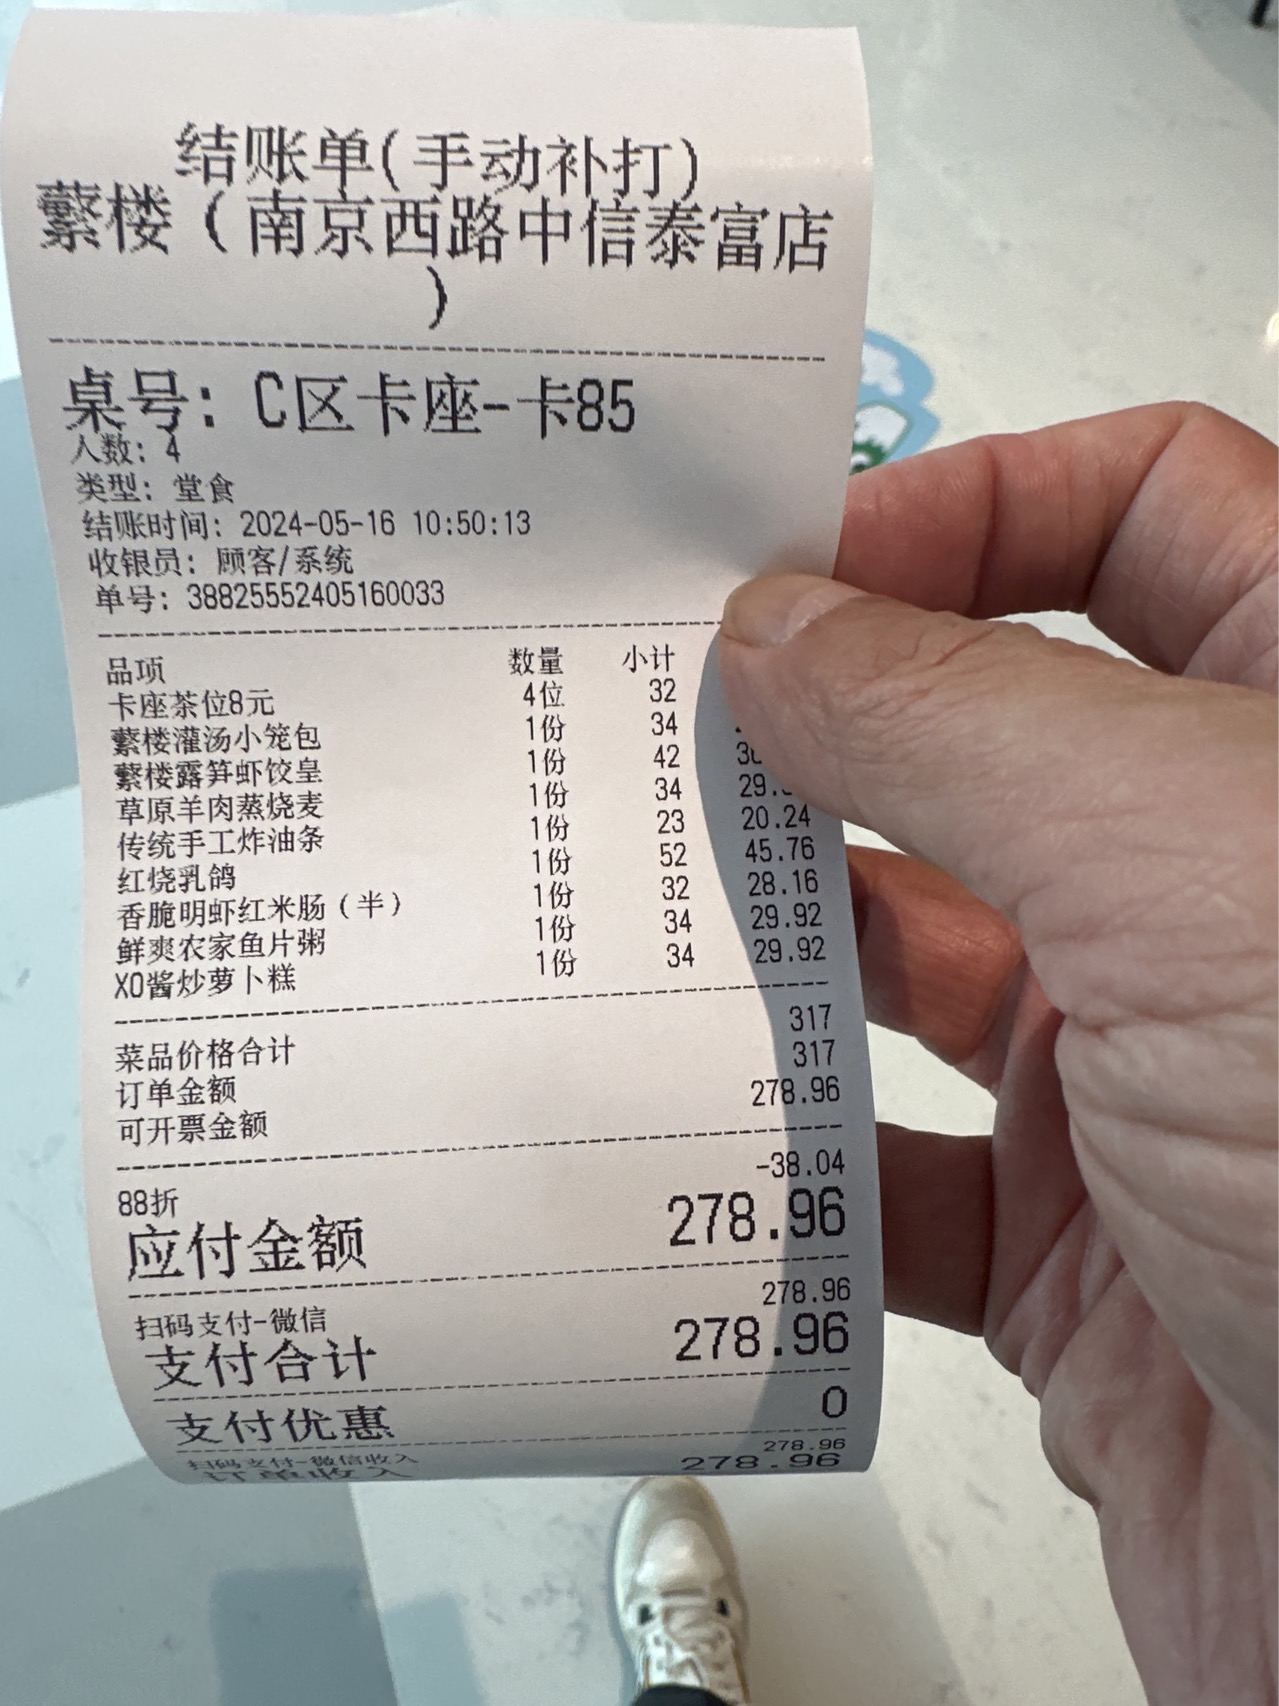 结账单(手动补打)
蘩楼（南京西路中信泰富店
）
桌号: C区卡座-卡85
人数: 4
类型: 堂食
结账时间: 2024-05-16 10:50:13
收银员: 顾客/系统
单号: 38825552405160033
品项 数量 小计
卡座茶位8元 4位 32
蘩楼灌汤小笼包 1份 34
蘩楼露笋虾饺皇 1份 42
草原羊肉蒸烧麦 1份 34
传统手工炸油条 1份 23 20.24
红烧乳鸽 1份 52 45.76
香脆明虾红米肠（半） 1份 32 28.16
鲜爽农家鱼片粥 1份 34 29.92
XO酱炒萝卜糕 1份 34 29.92
菜品价格合计 317
订单金额 317
可开票金额 278.96
88折 -38.04
应付金额 278.96
扫码支付-微信 278.96
支付合计 278.96
支付优惠 0
扫码支付-微信收入 278.96
订单收入 278.96